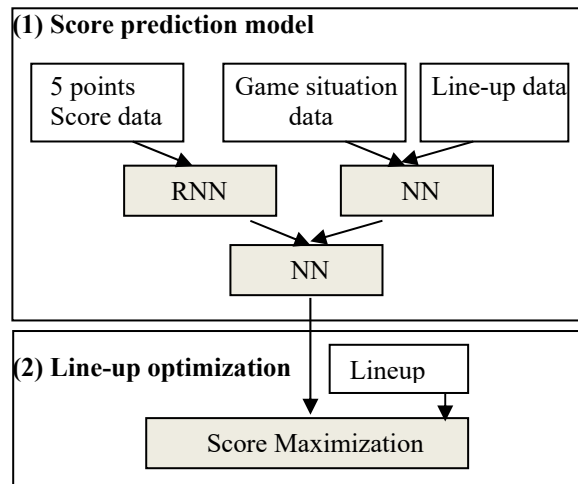 (1) Score prediction model
5 points
Score data
Game situation
data
Line-up data
RNN
NN
NN
(2) Line-up optimization
Lineup
Score Maximization